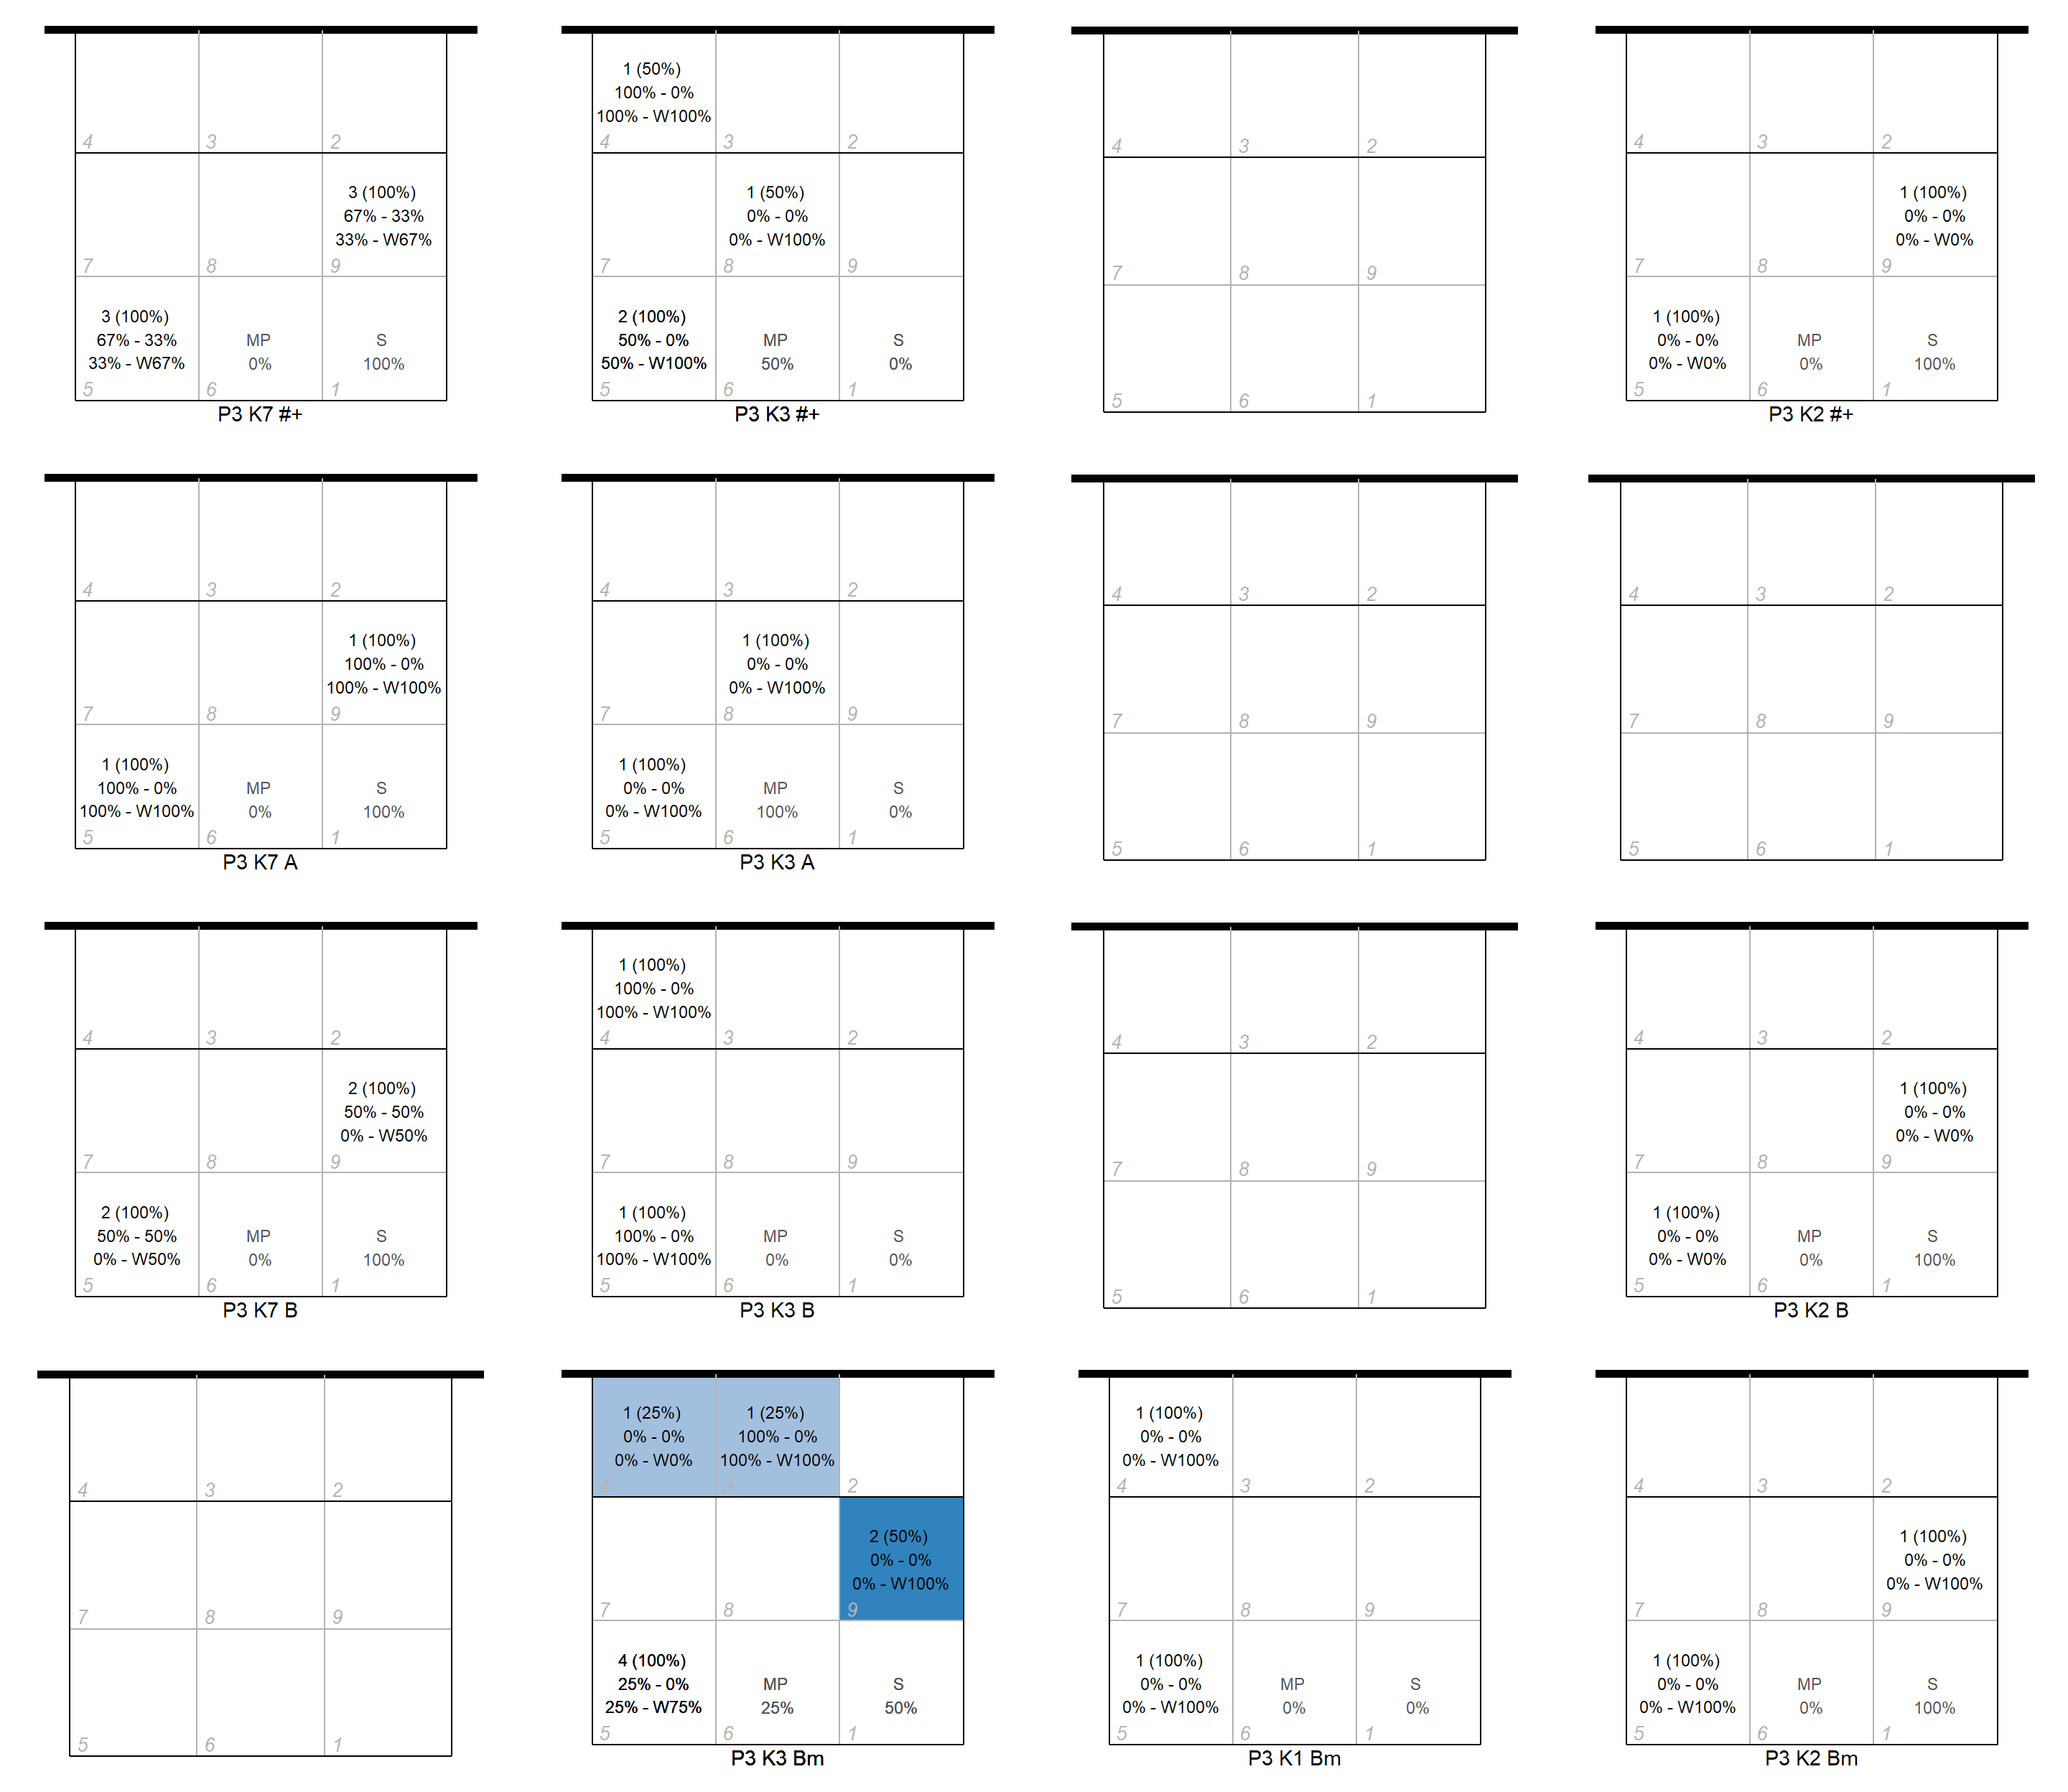 1 (50%)
100% - 0%
100% - W100%
4 3 2
4 3 2
4 3 2
4 3 2
3 (100%)
67% - 33%
33% - W67%
1 (50%)
0% - 0%
0% - W100%
1 (100%)
0% - 0%
0% - W0%
7 8 9
7 8 9
7 8 9
7 8 9
3 (100%)
67% - 33%
33% - W67%
MP
0%
S
100%
2 (100%)
50% - 0%
50% - W100%
MP
50%
S
0%
1 (100%)
0% - 0%
0% - W0%
MP
0%
S
100%
5 6 1
5 6 1
5 6 1
5 6 1
P3 K7 #+
P3 K3 #+
P3 K2 #+
4 3 2
4 3 2
4 3 2
4 3 2
1 (100%)
100% - 0%
100% - W100%
1 (100%)
0% - 0%
0% - W100%
7 8 9
7 8 9
7 8 9
7 8 9
1 (100%)
100% - 0%
100% - W100%
MP
0%
S
100%
1 (100%)
0% - 0%
0% - W100%
MP
100%
S
0%
5 6 1
5 6 1
5 6 1
5 6 1
P3 K7 A
P3 K3 A
1 (100%)
100% - 0%
100% - W100%
4 3 2
4 3 2
4 3 2
4 3 2
2 (100%)
50% - 50%
0% - W50%
1 (100%)
0% - 0%
0% - W0%
7 8 9
7 8 9
7 8 9
7 8 9
2 (100%)
50% - 50%
0% - W50%
MP
0%
S
100%
1 (100%)
100% - 0%
100% - W100%
MP
0%
S
0%
1 (100%)
0% - 0%
0% - W0%
MP
0%
S
100%
5 6 1
5 6 1
5 6 1
5 6 1
P3 K7 B
P3 K3 B
P3 K2 B
1 (25%)
0% - 0%
0% - W0%
1 (25%)
100% - 0%
100% - W100%
1 (100%)
0% - 0%
0% - W100%
4 3 2
4 3 2
4 3 2
4 3 2
2 (50%)
0% - 0%
0% - W100%
1 (100%)
0% - 0%
0% - W100%
7 8 9
7 8 9
7 8 9
7 8 9
4 (100%)
25% - 0%
25% - W75%
MP
25%
S
50%
1 (100%)
0% - 0%
0% - W100%
MP
0%
S
0%
1 (100%)
0% - 0%
0% - W100%
MP
0%
S
100%
5 6 1
5 6 1
5 6 1
5 6 1
P3 K3 Bm
P3 K1 Bm
P3 K2 Bm